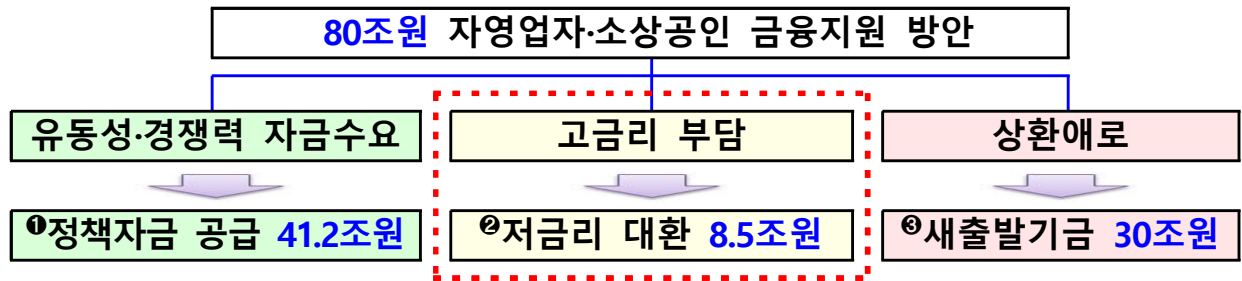 80조원 자영업자·소상공인 금융지원 방안
유동성·경쟁력 자금수요
고금리 부담
상환애로
❶정책자금 공급 41.2조원
❷저금리 대환 8.5조원
❸새출발기금 30조원